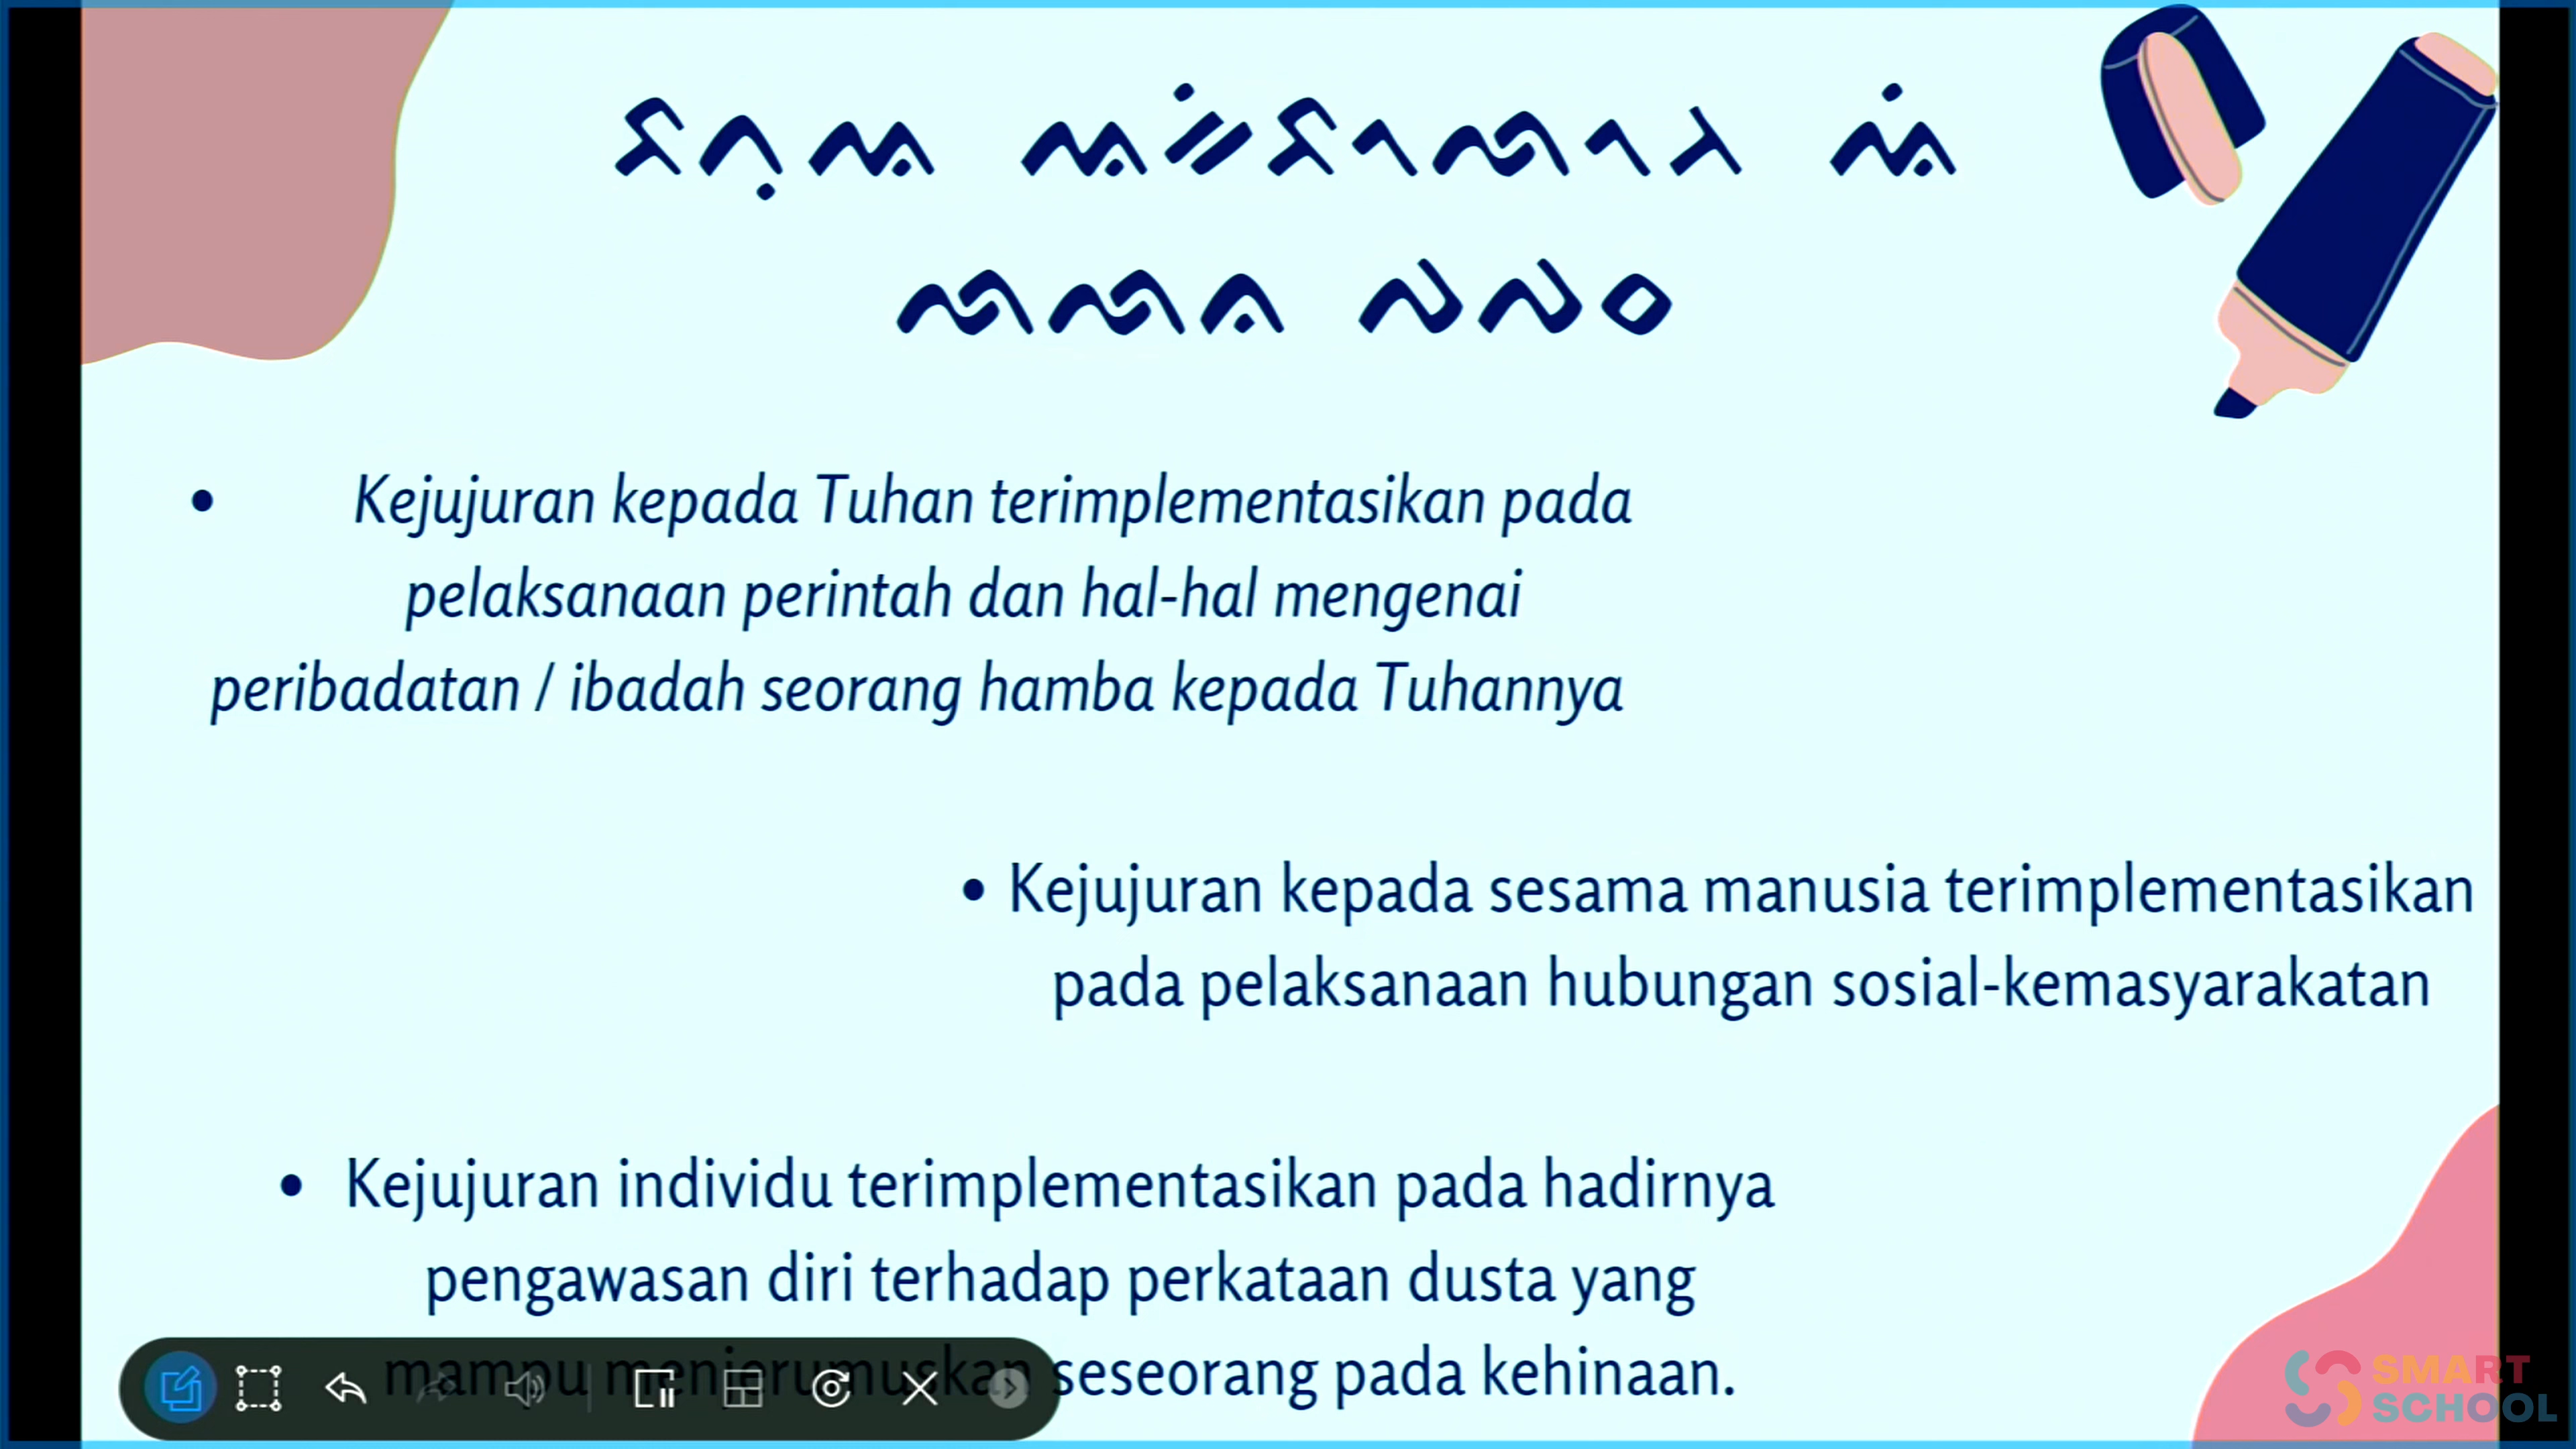 • Kejujuran kepada Tuhan terimplementasikan pada
pelaksanaan perintah dan hal-hal mengenai
peribadatan / ibadah seorang hamba kepada Tuhannya
• Kejujuran kepada sesama manusia terimplementasikan
pada pelaksanaan hubungan sosial-kemasyarakatan
• Kejujuran individu terimplementasikan pada hadirnya
pengawasan diri terhadap perkataan dusta yang
mampu menjerumuskan seseorang pada kehinaan.
SMART
SCHOOL